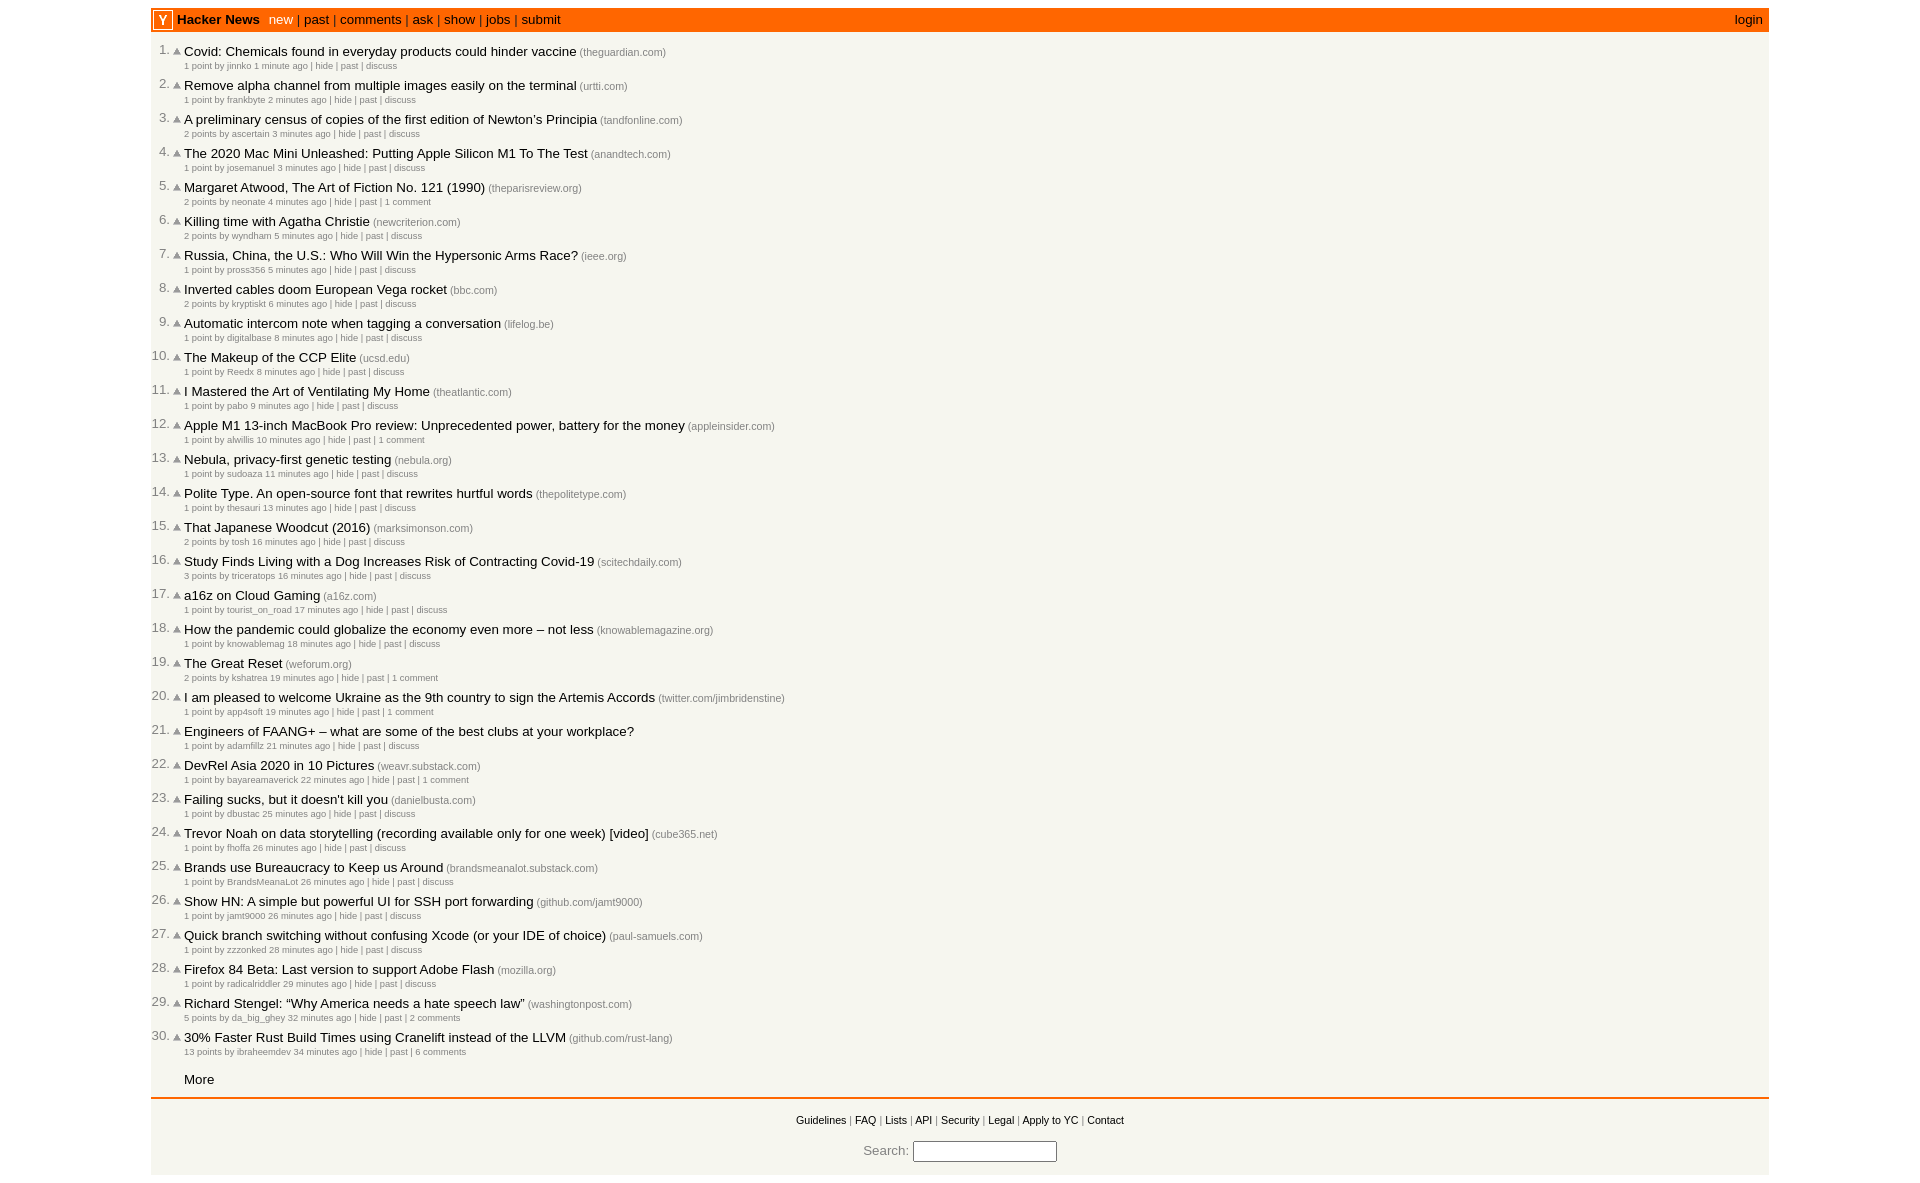 Y Hacker News new | past | comments | ask | show | jobs | submit login
1. Covid: Chemicals found in everyday products could hinder vaccine (theguardian.com)
1 point by jinnko 1 minute ago | hide | past | discuss
2. Remove alpha channel from multiple images easily on the terminal (urtti.com)
1 point by frankbyte 2 minutes ago | hide | past | discuss
3. A preliminary census of copies of the first edition of Newton’s Principia (tandfonline.com)
2 points by ascertain 3 minutes ago | hide | past | discuss
4. The 2020 Mac Mini Unleashed: Putting Apple Silicon M1 To The Test (anandtech.com)
1 point by josemanuel 3 minutes ago | hide | past | discuss
5. Margaret Atwood, The Art of Fiction No. 121 (1990) (theparisreview.org)
2 points by neonate 4 minutes ago | hide | past | 1 comment
6. Killing time with Agatha Christie (newcriterion.com)
2 points by wyndham 5 minutes ago | hide | past | discuss
7. Russia, China, the U.S.: Who Will Win the Hypersonic Arms Race? (ieee.org)
1 point by pross356 5 minutes ago | hide | past | discuss
8. Inverted cables doom European Vega rocket (bbc.com)
2 points by kryptiskt 6 minutes ago | hide | past | discuss
9. Automatic intercom note when tagging a conversation (lifelog.be)
1 point by digitalbase 8 minutes ago | hide | past | discuss
10. The Makeup of the CCP Elite (ucsd.edu)
1 point by Reedx 8 minutes ago | hide | past | discuss
11. I Mastered the Art of Ventilating My Home (theatlantic.com)
1 point by pabo 9 minutes ago | hide | past | discuss
12. Apple M1 13-inch MacBook Pro review: Unprecedented power, battery for the money (appleinsider.com)
1 point by alwillis 10 minutes ago | hide | past | 1 comment
13. Nebula, privacy-first genetic testing (nebula.org)
1 point by sudoaza 11 minutes ago | hide | past | discuss
14. Polite Type. An open-source font that rewrites hurtful words (thepolitetype.com)
1 point by thesauri 13 minutes ago | hide | past | discuss
15. That Japanese Woodcut (2016) (marksimonson.com)
2 points by tosh 16 minutes ago | hide | past | discuss
16. Study Finds Living with a Dog Increases Risk of Contracting Covid-19 (scitechdaily.com)
3 points by triceratops 16 minutes ago | hide | past | discuss
17. a16z on Cloud Gaming (a16z.com)
1 point by tourist_on_road 17 minutes ago | hide | past | discuss
18. How the pandemic could globalize the economy even more – not less (knowablemagazine.org)
1 point by knowablemag 18 minutes ago | hide | past | discuss
19. The Great Reset (weforum.org)
2 points by kshatrea 19 minutes ago | hide | past | 1 comment
20. I am pleased to welcome Ukraine as the 9th country to sign the Artemis Accords (twitter.com/jimbridenstine)
1 point by app4soft 19 minutes ago | hide | past | 1 comment
21. Engineers of FAANG+ – what are some of the best clubs at your workplace?
1 point by adamfillz 21 minutes ago | hide | past | discuss
22. DevRel Asia 2020 in 10 Pictures (weavr.substack.com)
1 point by bayareamaverick 22 minutes ago | hide | past | 1 comment
23. Failing sucks, but it doesn't kill you (danielbusta.com)
1 point by dbustac 25 minutes ago | hide | past | discuss
24. Trevor Noah on data storytelling (recording available only for one week) [video] (cube365.net)
1 point by fhoffa 26 minutes ago | hide | past | discuss
25. Brands use Bureaucracy to Keep us Around (brandsmeanalot.substack.com)
1 point by BrandsMeanaLot 26 minutes ago | hide | past | discuss
26. Show HN: A simple but powerful UI for SSH port forwarding (github.com/jamt9000)
1 point by jamt9000 26 minutes ago | hide | past | discuss
27. Quick branch switching without confusing Xcode (or your IDE of choice) (paul-samuels.com)
1 point by zzzonked 28 minutes ago | hide | past | discuss
28. Firefox 84 Beta: Last version to support Adobe Flash (mozilla.org)
1 point by radicalriddler 29 minutes ago | hide | past | discuss
29. Richard Stengel: “Why America needs a hate speech law” (washingtonpost.com)
5 points by da_big_ghey 32 minutes ago | hide | past | 2 comments
30. 30% Faster Rust Build Times using Cranelift instead of the LLVM (github.com/rust-lang)
13 points by ibraheemdev 34 minutes ago | hide | past | 6 comments
More
Guidelines | FAQ | Lists | API | Security | Legal | Apply to YC | Contact
Search: